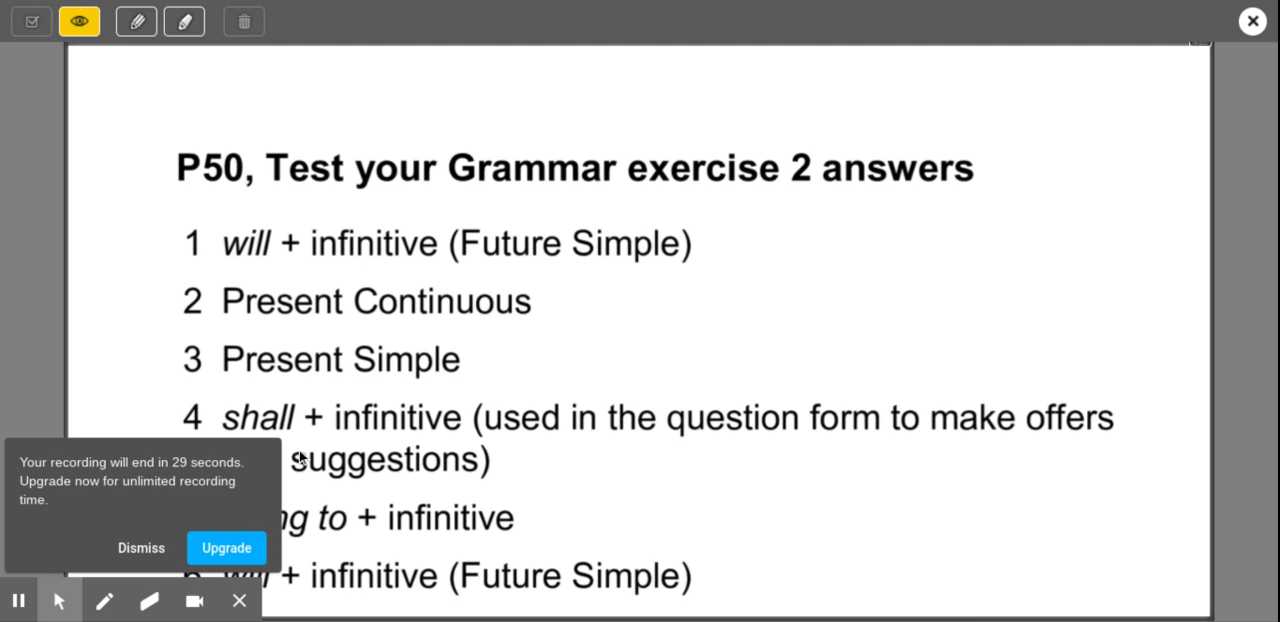 P50, Test your Grammar exercise 2 answers
1 will + infinitive (Future Simple)
2 Present Continuous
3 Present Simple
4 shall + infinitive (used in the question form to make offers
suggestions)
to + infinitive
will + infinitive (Future Simple)
Your recording will end in 29 seconds.
Upgrade now for unlimited recording
time.
Dismiss
Upgrade